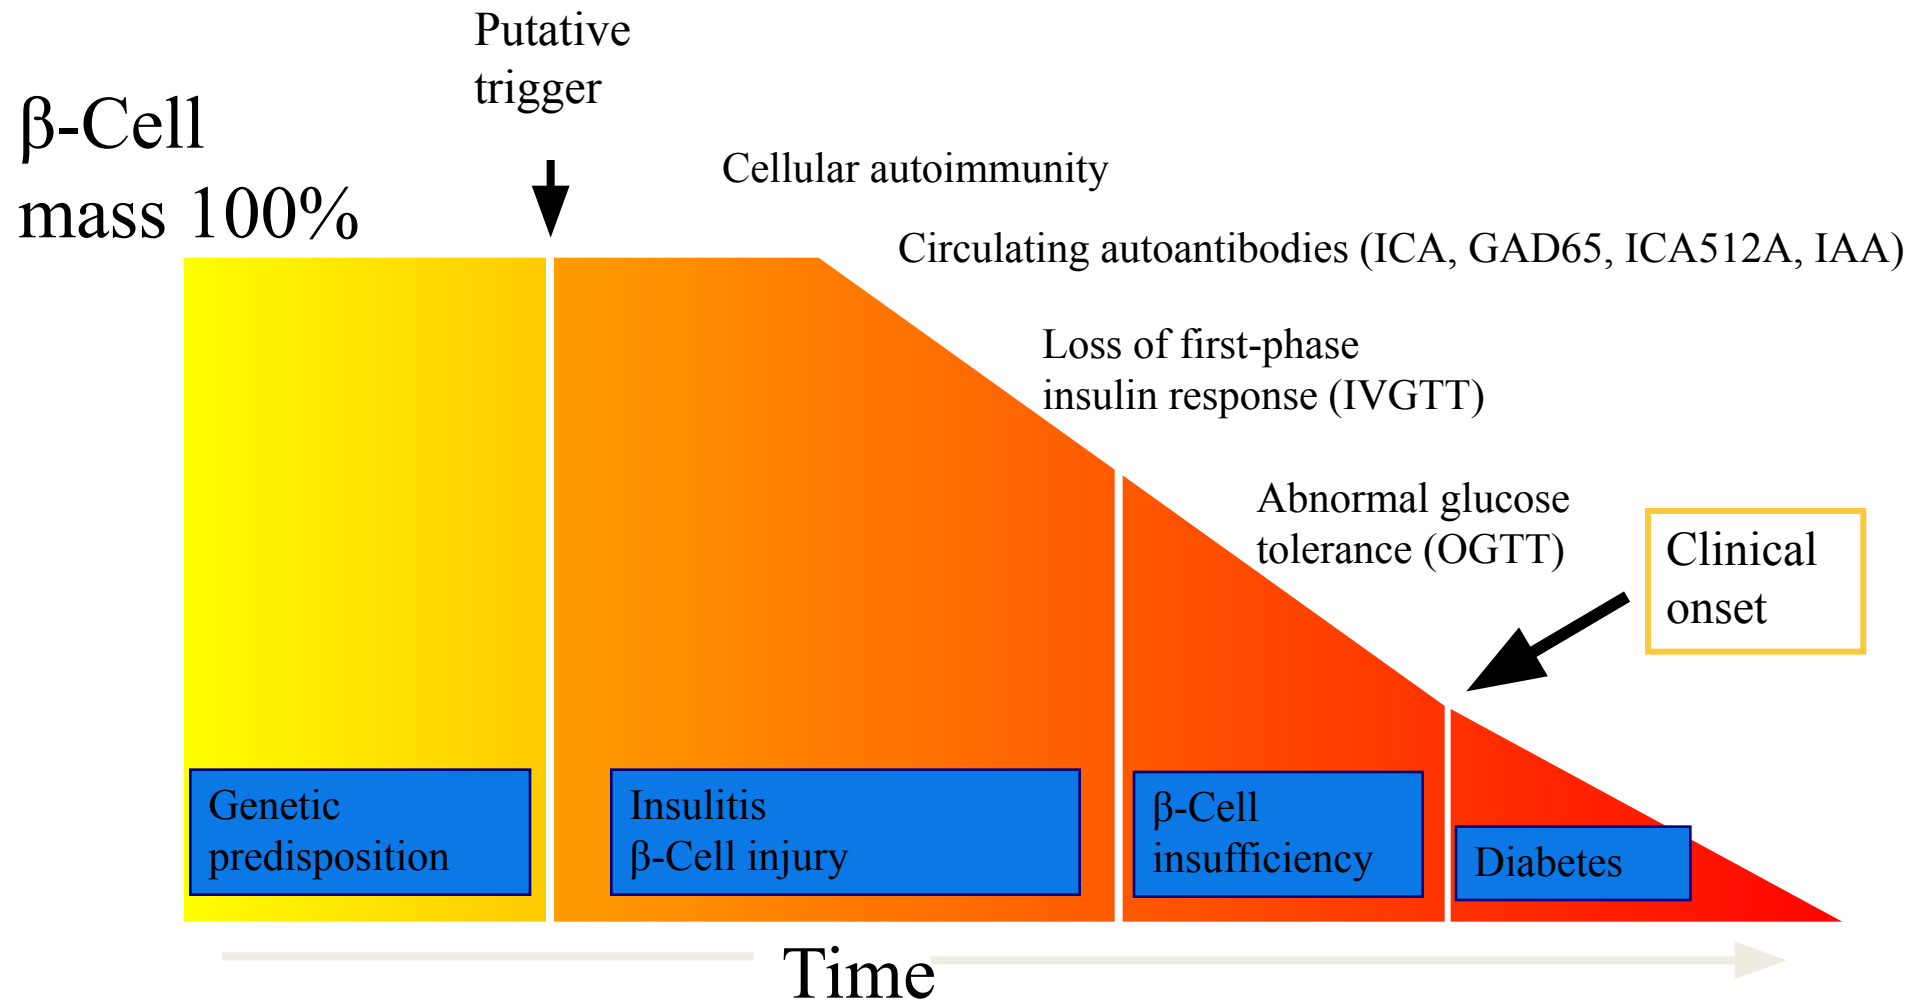 Putative
trigger
β-Cell
mass 100%
Cellular autoimmunity
Circulating autoantibodies (ICA, GAD65, ICA512A, IAA)
Loss of first-phase
insulin response (IVGTT)
Abnormal glucose
tolerance (OGTT)
Clinical
onset
Genetic
predisposition
Insulitis
β-Cell injury
β-Cell
insufficiency
Diabetes
Time